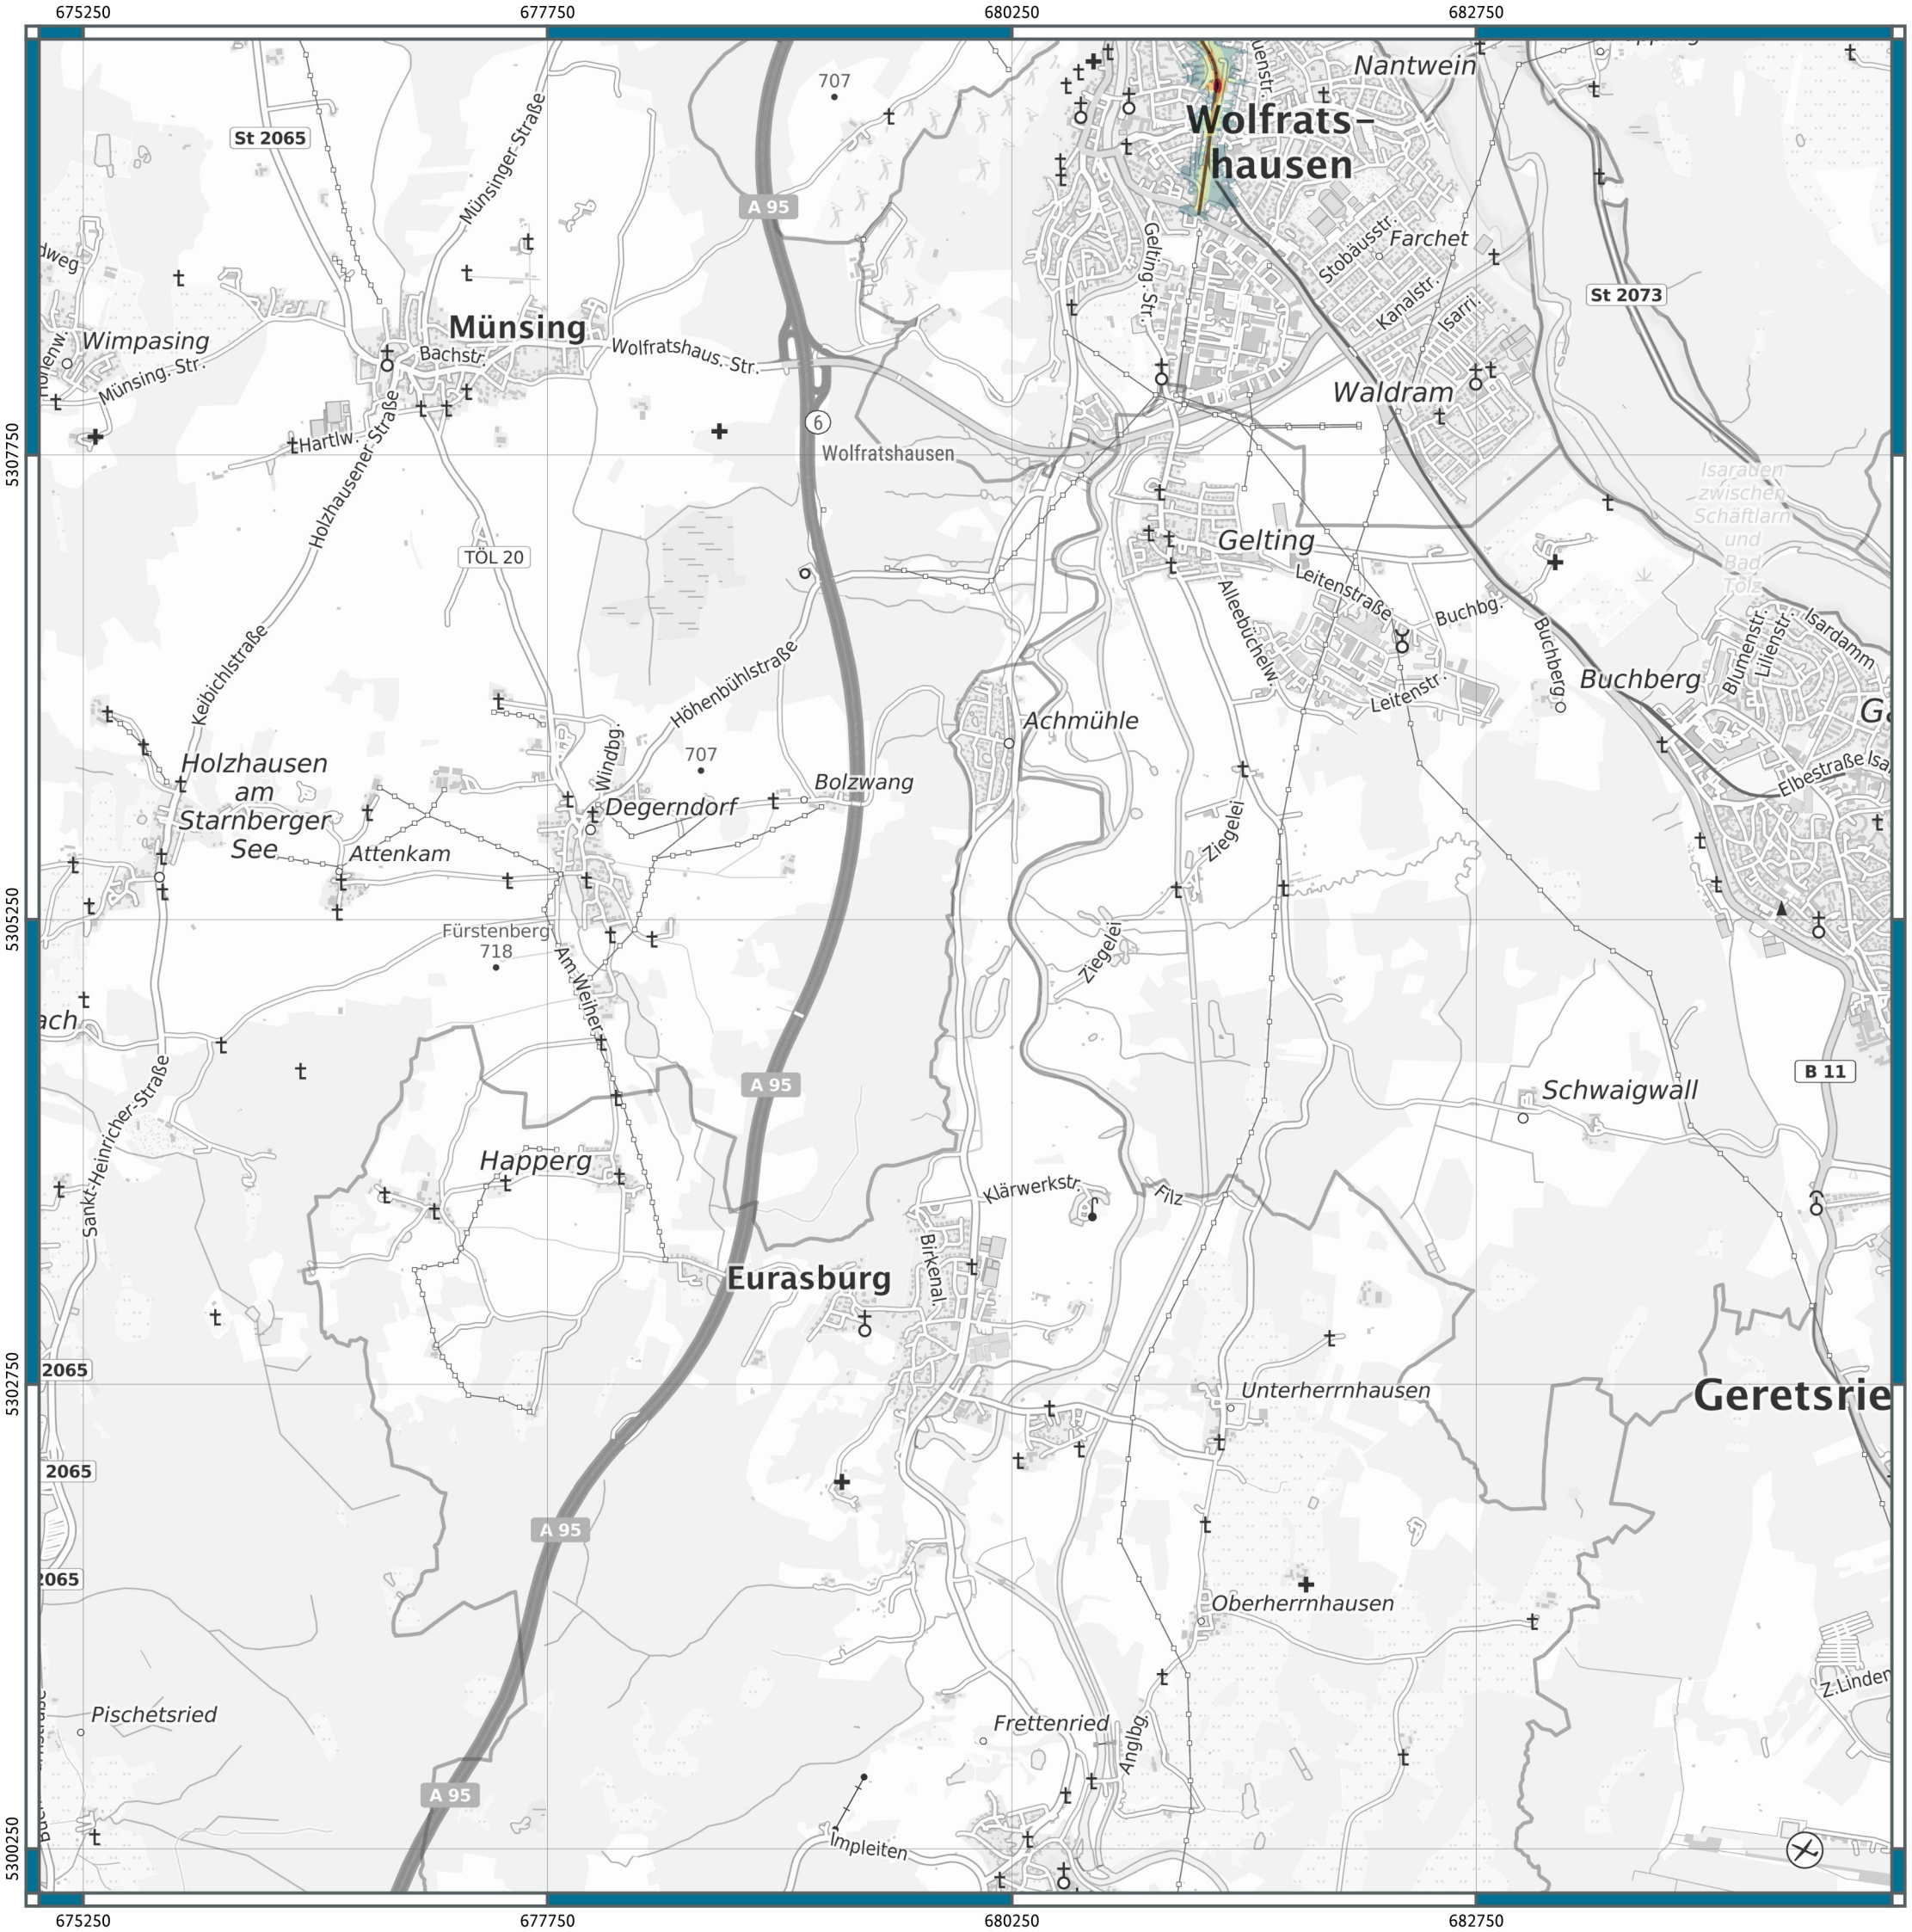 675250
677750
680250
682750
707
Nantwein
Wolfrats-
hausen
St 2065
Münsinger-Straße
A 95
Farchet
Stobäusstr.
Gelting. Str.
St 2073
Kanalstr.
Isarri.
Wimpasing
Münsing. Str.
Münsing
Bachstr.
Wolfratshaus. Str.
Waldram
Hartlw.
Holzhausener-Straße
6
Wolfratshausen
5307750
Isarauen
zwischen
Schäftlarn
und
Bad
Tölz
TÖL 20
Gelting
Leitenstraße
Alleebüchelw.
Buchbg.
Buchberg
Leitenstr.
Buchberg
Blumenstr.
Lilienstr.
Isardamm
Keibichlstraße
Höhenbühlstraße
Achmühle
Windbg.
707
Bolzwang
Holzhausen
am
Starnberger
See
Degerndorf
Attenkam
Ziegelei
Elbestraße
5305250
Fürstenberg
718
Am-Weiher
Ziegelei
ach
A 95
Sankt-Heinricher-Straße
Schwaigwall
B 11
Happerg
Klärwerkstr.
Filz
Birkenal.
Eurasburg
2065
5302750
Unterherrnhausen
Geretsrie
2065
A 95
2065
Oberherrnhausen
Pischetsried
Frettenried
Anglbg.
Z.Linden
A 95
Impleiten
5300250
675250
677750
680250
682750